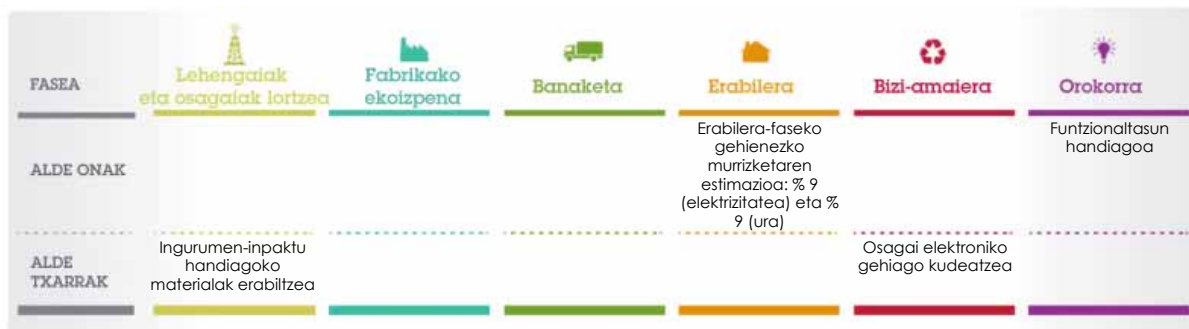 FASEA
Lehengaiak
eta osagaiak lortzea
Fabrikako
ekoizpena
Banaketa
Erabilera
Bizi-amaiera
Orokorra
ALDE ONAK
Erabilera-faseko
gehienezko
murrizketaren
estimazioa: % 9
(elektrizitatea) eta %
9 (ura)
Funtzionaltasun
handiagoa
ALDE
TXARRAK
Ingurumen-inpaktu
handiagoko
materialak erabiltzea
Osagai elektroniko
gehiago kudeatzea